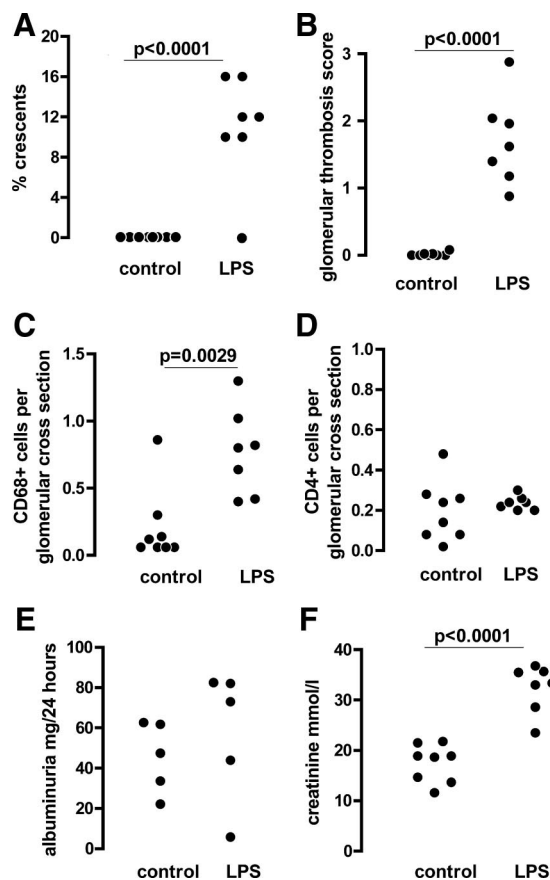 A
20
16
12
8
4
0
% crescents
p<0.0001
control LPS
B
3
2
1
0
glomerular thrombosis score
p<0.0001
control LPS
C
1.5
1.0
0.5
0.0
CD68+ cells per
glomerular cross section
p=0.0029
control LPS
D
1.0
0.8
0.6
0.4
0.2
0.0
CD4+ cells per
glomerular cross section
control LPS
E
100
80
60
40
20
0
albuminuria mg/24 hours
control LPS
F
40
30
20
10
0
creatinine mmol/l
p<0.0001
control LPS